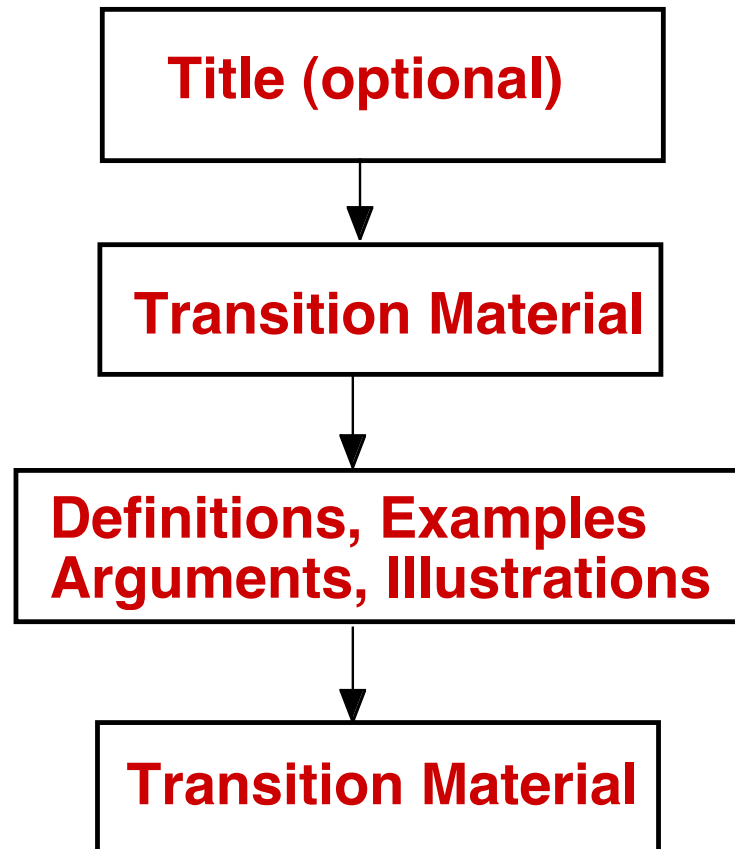 Title (optional)
Transition Material
Definitions, Examples
Arguments, Illustrations
Transition Material